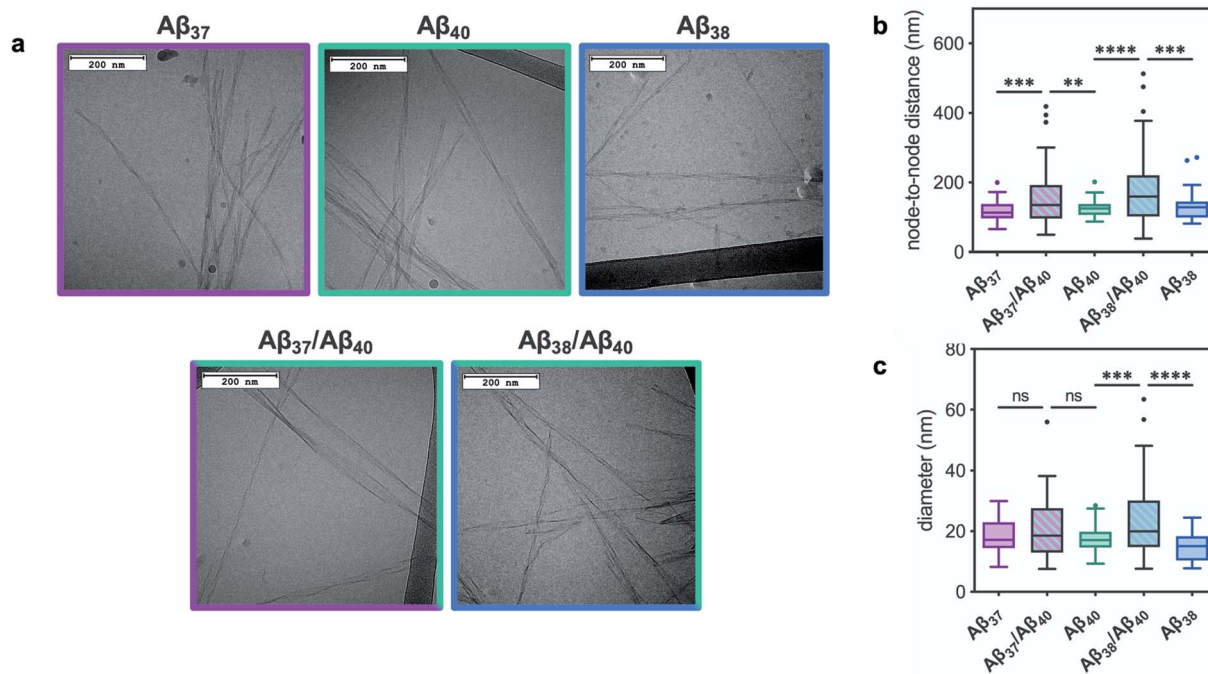 a
Aβ₃₇
Aβ₄₀
Aβ₃₈
200 nm
200 nm
200 nm
Aβ₃₇/Aβ₄₀
Aβ₃₈/Aβ₄₀
200 nm
200 nm
b
node-to-node distance (nm)
600
400
200
0
*** ** **** ***
Aβ₃₇
Aβ₃₇/Aβ₄₀
Aβ₄₀
Aβ₃₈/Aβ₄₀
Aβ₃₈
c
diameter (nm)
80
60
40
20
0
ns ns *** ****
Aβ₃₇
Aβ₃₇/Aβ₄₀
Aβ₄₀
Aβ₃₈/Aβ₄₀
Aβ₃₈